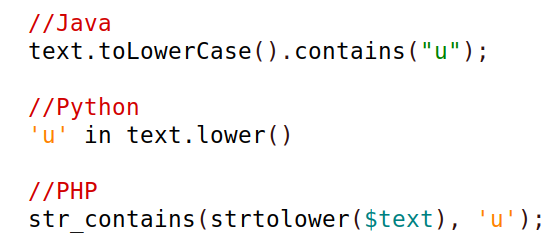 //Java
text.toLowerCase().contains("u");
//Python
'u' in text.lower()
//PHP
str_contains(strtolower($text), 'u');